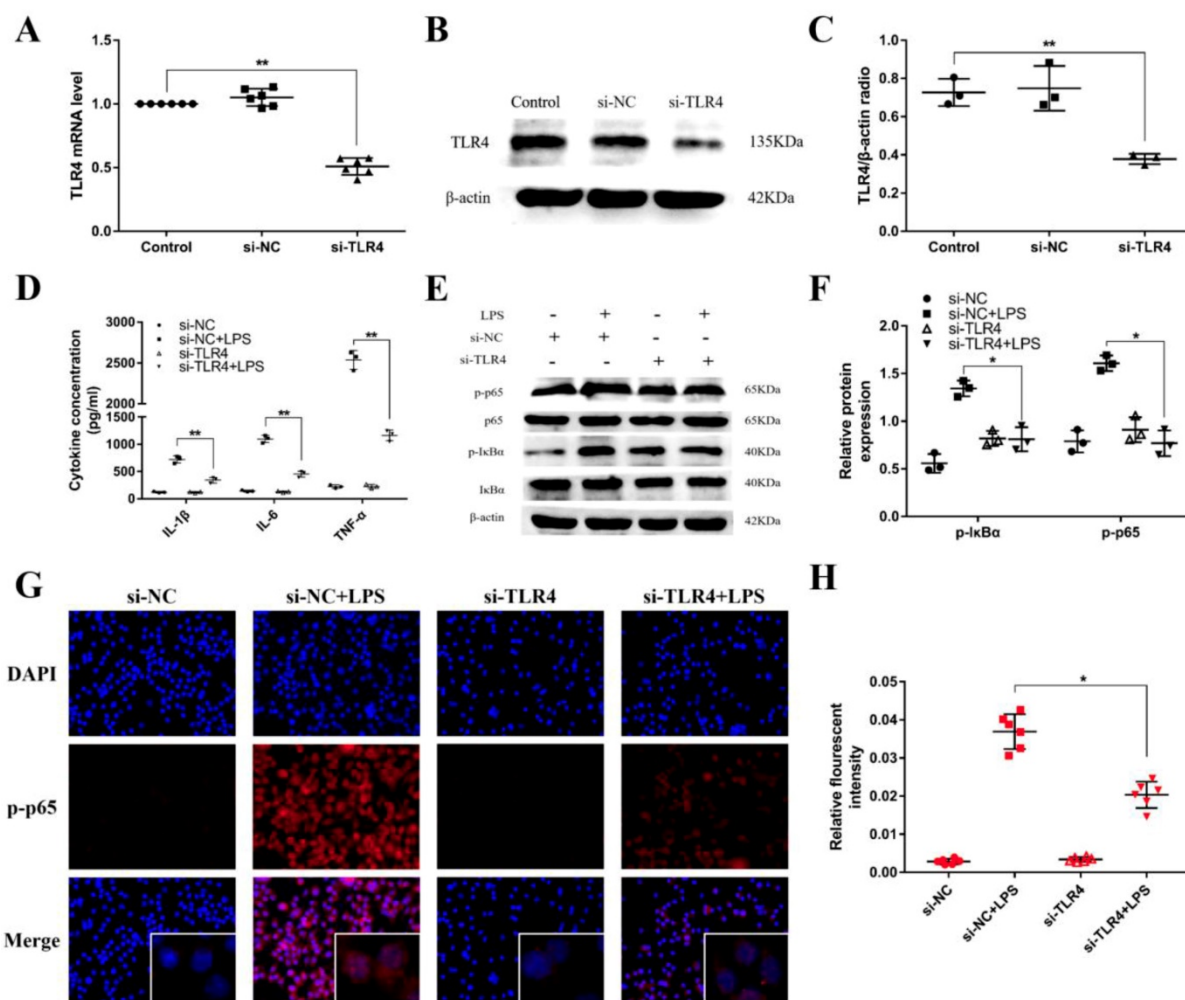 A
TLR4 mRNA level
1.5
1.0
0.5
0.0
**
Control
si-NC
si-TLR4
B
Control
si-NC
si-TLR4
TLR4
135KDa
β-actin
42KDa
C
TLR4/β-actin radio
1.0
0.8
0.6
0.4
0.2
0.0
**
Control
si-NC
si-TLR4
D
Cytokine concentration
(pg/ml)
3000
2500
2000
1500
1000
500
0
si-NC
si-NC+LPS
si-TLR4
si-TLR4+LPS
**
**
**
IL-1β
IL-6
TNF-α
E
LPS - + - +
si-NC + + - -
si-TLR4 - - + +
p-p65
65KDa
p65
65KDa
p-IκBα
40KDa
IκBα
40KDa
β-actin
42KDa
F
Relative protein
expression
2.0
1.5
1.0
0.5
0.0
si-NC
si-NC+LPS
si-TLR4
si-TLR4+LPS
*
*
p-IκBα
p-p65
G
si-NC
si-NC+LPS
si-TLR4
si-TLR4+LPS
DAPI
p-p65
Merge
H
Relative flourescent
intensity
0.05
0.04
0.03
0.02
0.01
0.00
*
si-NC
si-NC+LPS
si-TLR4
si-TLR4+LPS